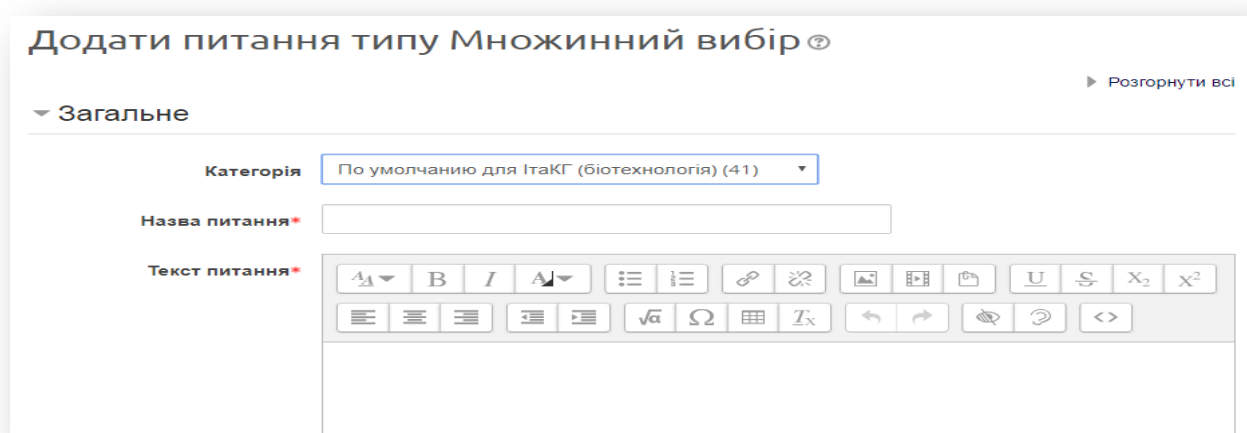 Додати питання типу Множинний вибір
Розгорнути всі
Загальне
Категорія По умолчанию для ІтаКГ (біотехнологія) (41)
Назва питання*
Текст питання*